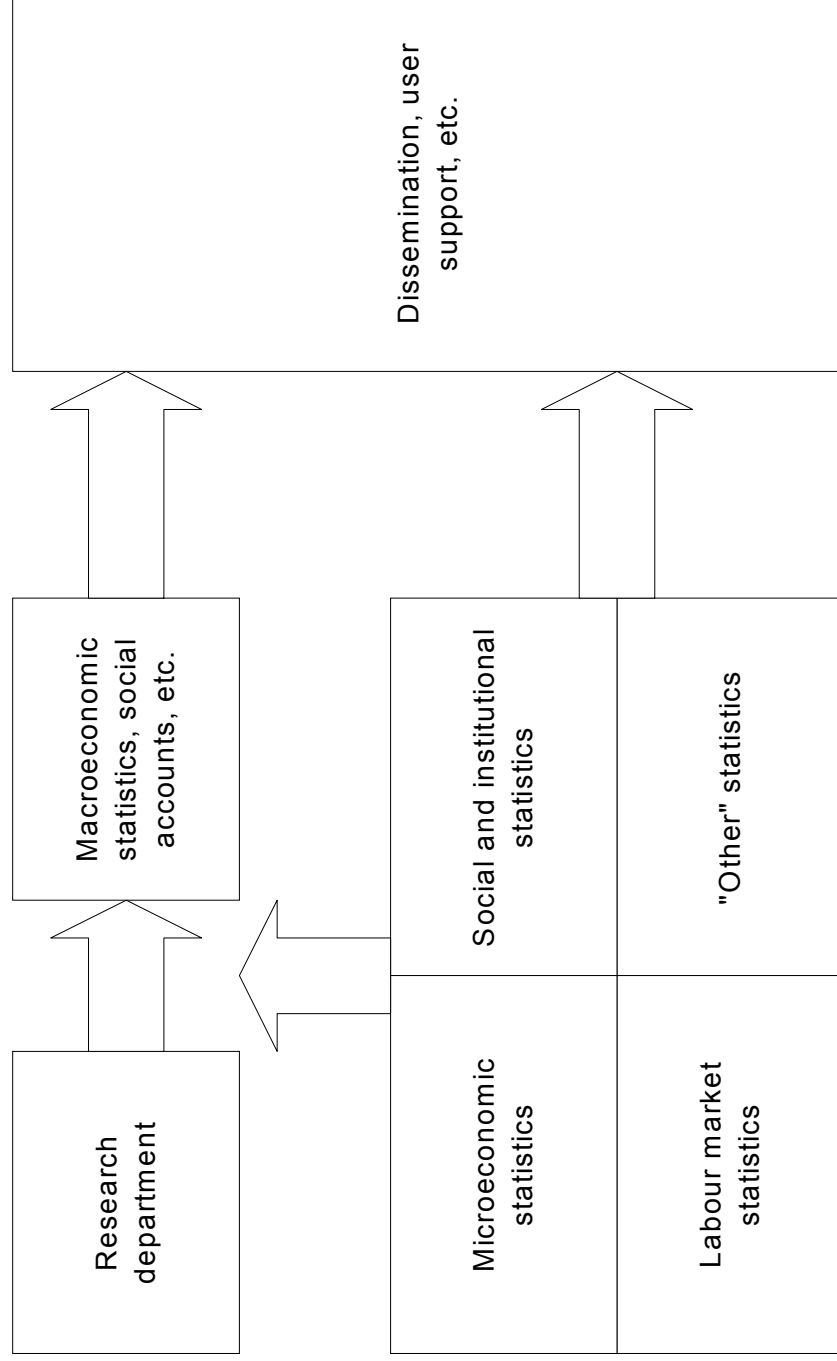 Research
department
Macroeconomic
statistics, social
accounts, etc.
Dissemination, user
support, etc.
Microeconomic
statistics
Social and institutional
statistics
Labour market
statistics
"Other" statistics